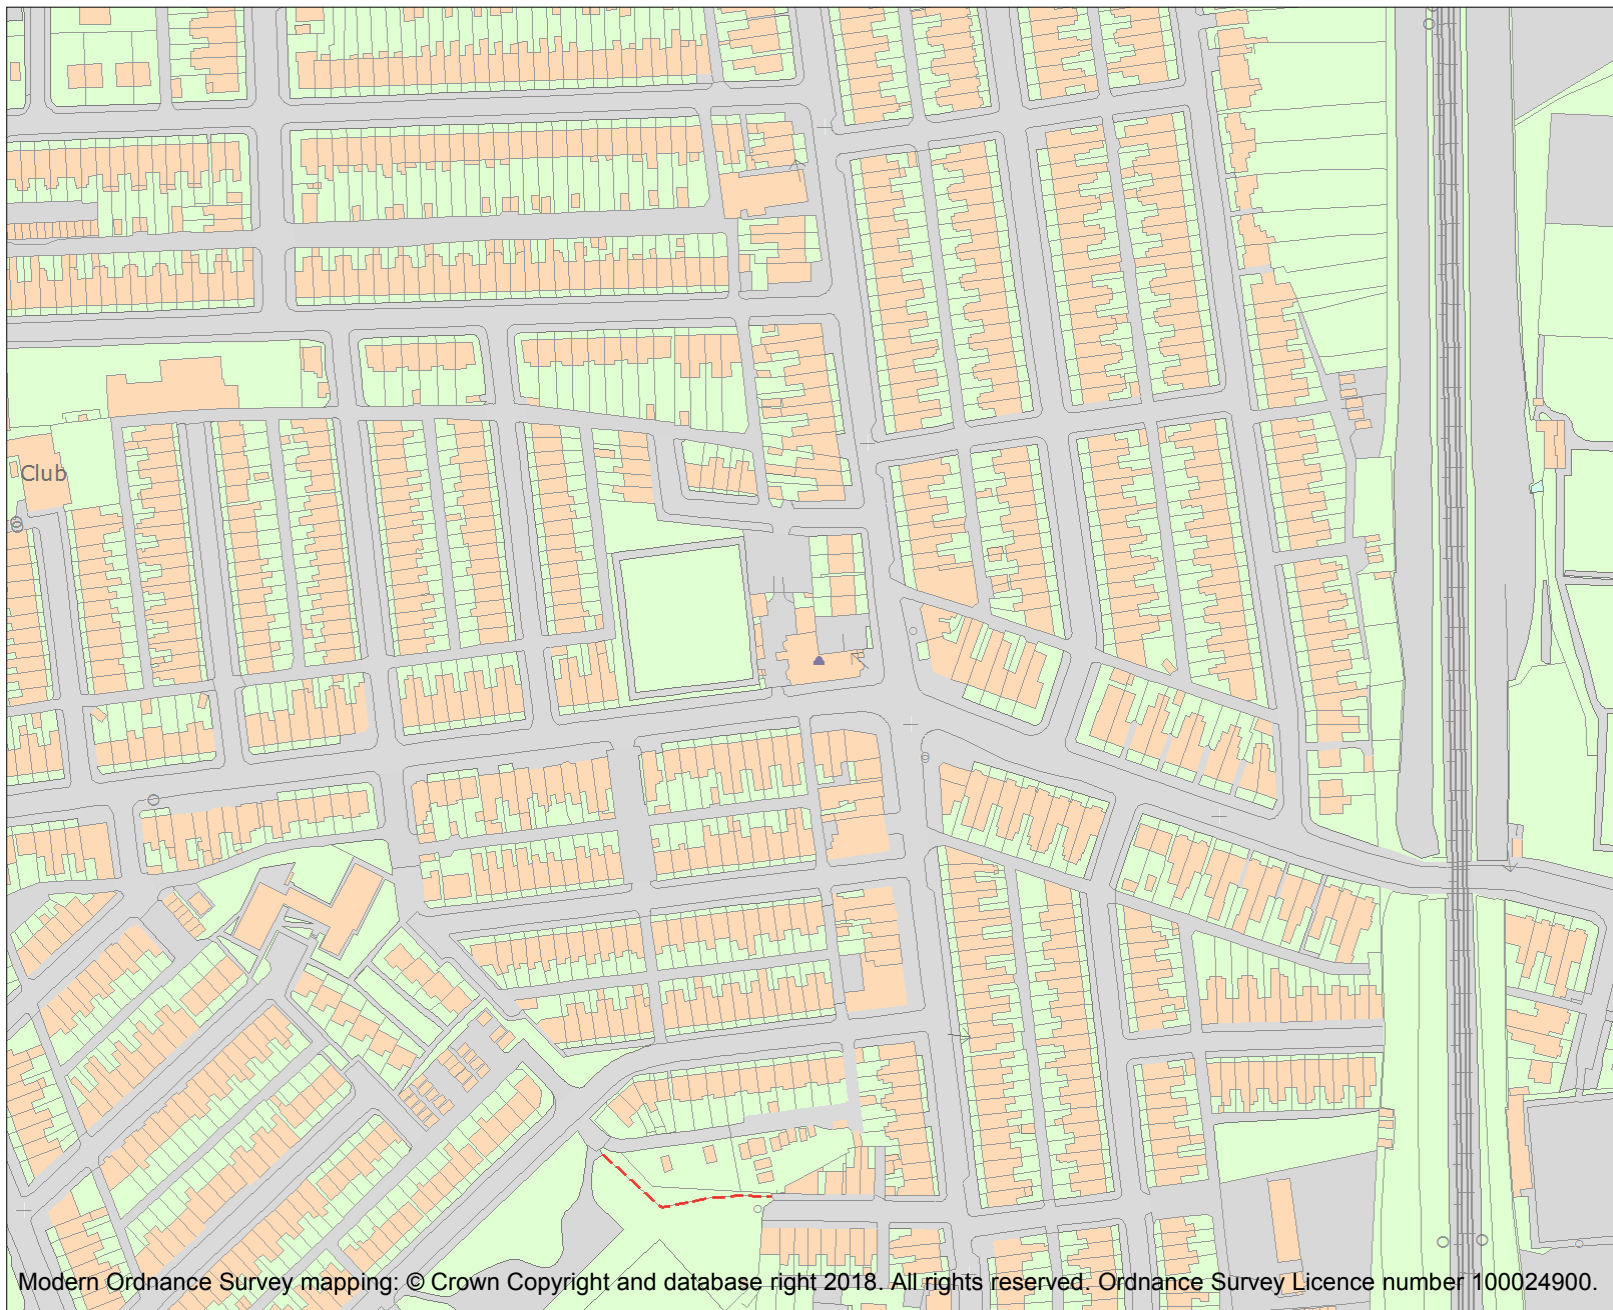 Club
Modern Ordnance Survey mapping: © Crown Copyright and database right 2018. All rights reserved. Ordnance Survey Licence number 100024900.